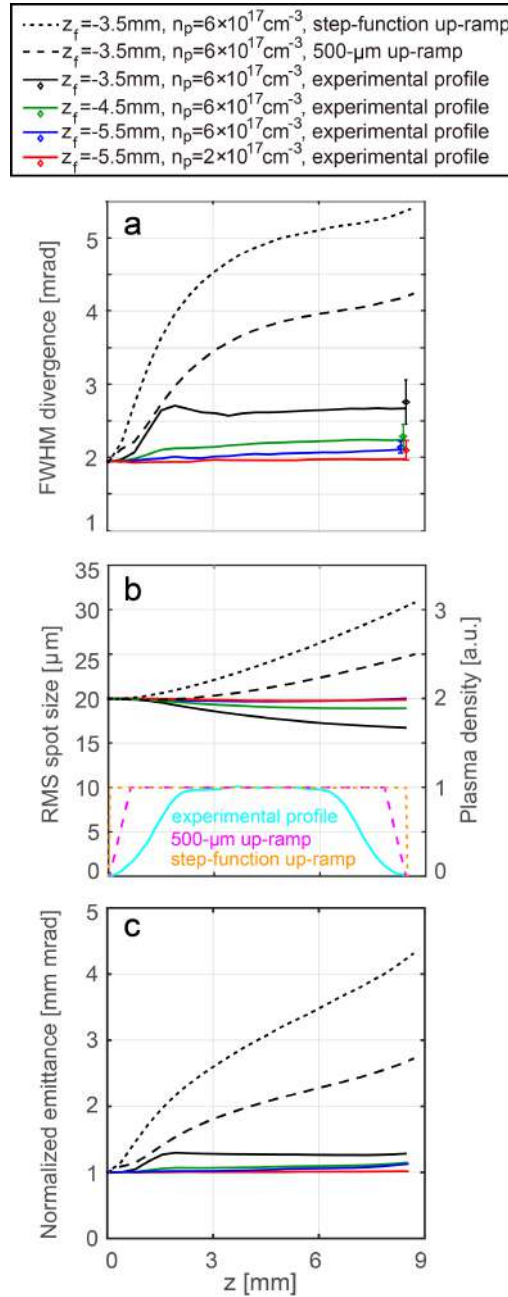 z_f=-3.5mm, n_p=6×10^17cm^-3, step-function up-ramp
z_f=-3.5mm, n_p=6×10^17cm^-3, 500-μm up-ramp
z_f=-3.5mm, n_p=6×10^17cm^-3, experimental profile
z_f=-4.5mm, n_p=6×10^17cm^-3, experimental profile
z_f=-5.5mm, n_p=6×10^17cm^-3, experimental profile
z_f=-5.5mm, n_p=2×10^17cm^-3, experimental profile
a
FWHM divergence [mrad]
5
4
3
2
1
b
RMS spot size [μm]
35
30
25
20
15
10
5
0
Plasma density [a.u.]
3
2
1
0
experimental profile
500-μm up-ramp
step-function up-ramp
c
Normalized emittance [mm mrad]
5
4
3
2
1
0
0 3 6 9
z [mm]